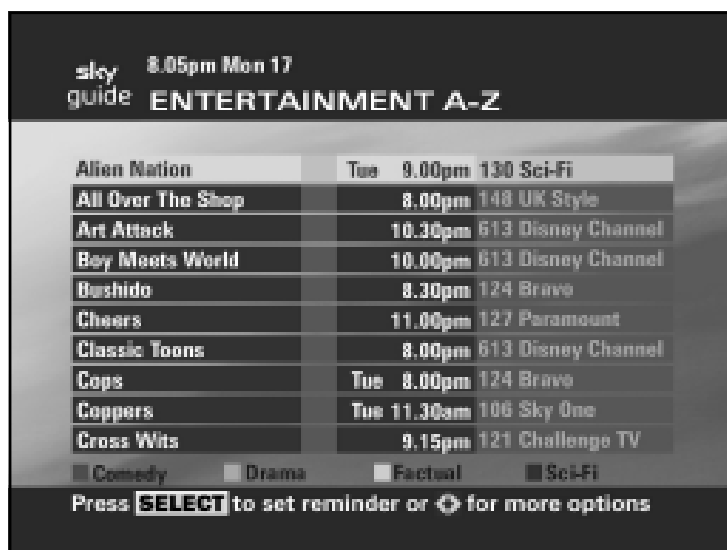 sky guide
8.05pm Mon 17
ENTERTAINMENT A-Z
Alien Nation Tue 9.00pm 130 Sci-Fi
All Over The Shop 8.00pm 148 UK Style
Art Attack 10.30pm 613 Disney Channel
Boy Meets World 10.00pm 613 Disney Channel
Bushido 8.30pm 124 Bravo
Cheers 11.00pm 127 Paramount
Classic Toons 8.00pm 613 Disney Channel
Cops Tue 8.00pm 124 Bravo
Coppers Tue 11.30am 106 Sky One
Cross Wits 9.15pm 121 Challenge TV
Comedy Drama Factual Sci-Fi
Press SELECT to set reminder or for more options